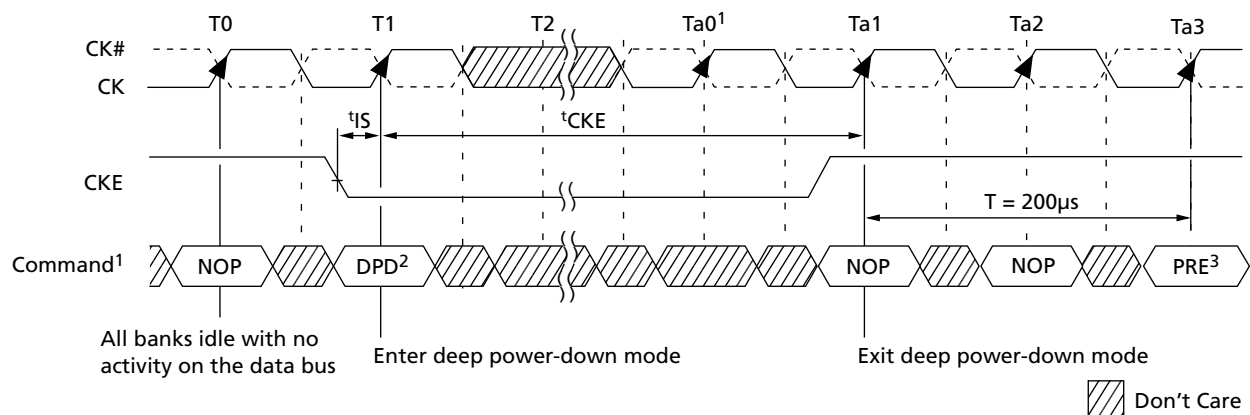 T0 T1 T2 Ta0¹ Ta1 Ta2 Ta3
CK#
CK
tIS tCKE
CKE
T = 200µs
Command¹ NOP DPD² NOP NOP PRE³
All banks idle with no
activity on the data bus
Enter deep power-down mode
Exit deep power-down mode
Don't Care